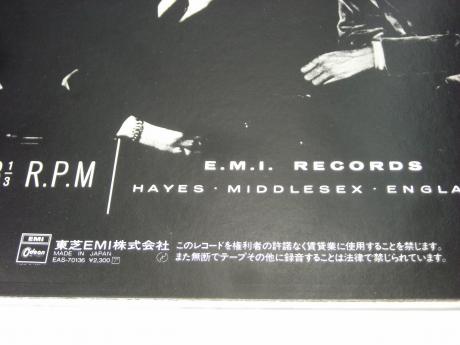 ⅓ R.P.M
E.M.I. RECORDS
HAYES · MIDDLESEX · ENGLA
EMI
Odeon
東芝EMI株式会社
MADE IN JAPAN
EAS-70136 ¥2,300
このレコードを権利者の許諾なく賃貸業に使用することを禁じます。
また無断でテープその他に録音することは法律で禁じられています。